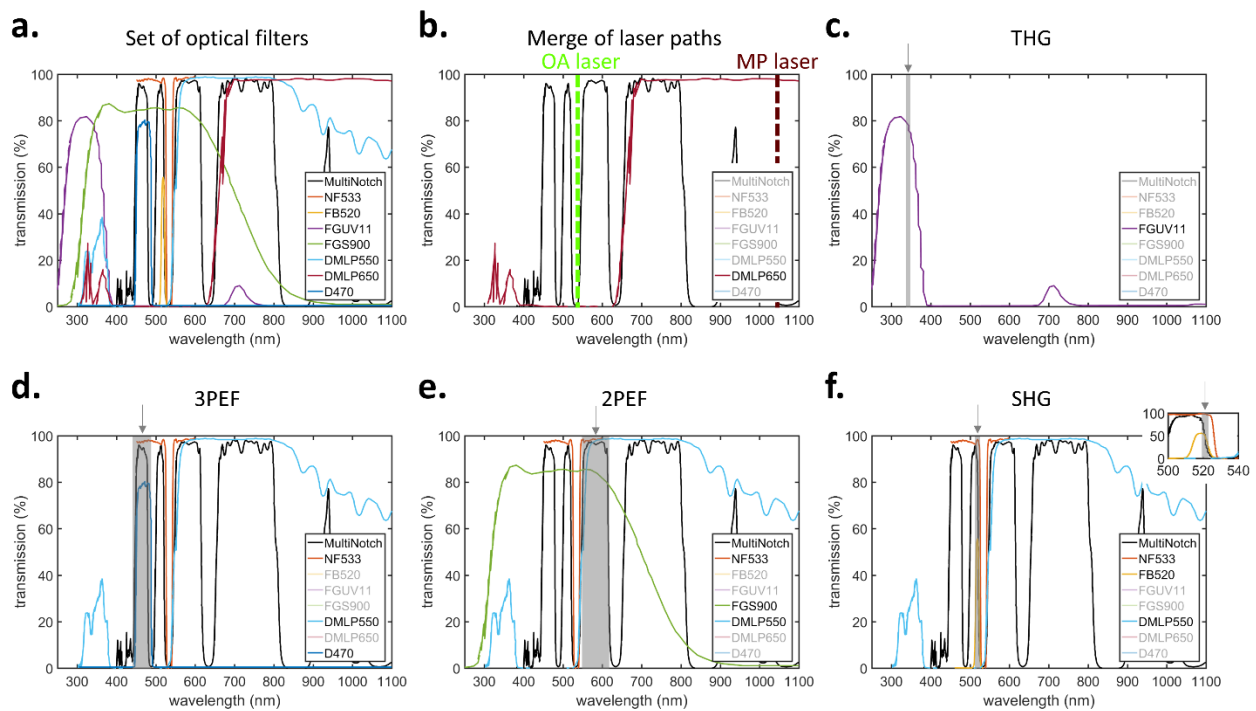 a.
Set of optical filters
100
80
60
40
20
0
transmission (%)
300 400 500 600 700 800 900 1000 1100
wavelength (nm)
MultiNotch
NF533
FB520
FGUV11
FGS900
DMLP550
DMLP650
D470
b.
Merge of laser paths
OA laser
MP laser
100
80
60
40
20
0
transmission (%)
300 400 500 600 700 800 900 1000 1100
wavelength (nm)
MultiNotch
NF533
FB520
FGUV11
FGS900
DMLP550
DMLP650
D470
c.
THG
100
80
60
40
20
0
transmission (%)
300 400 500 600 700 800 900 1000 1100
wavelength (nm)
MultiNotch
NF533
FB520
FGUV11
FGS900
DMLP550
DMLP650
D470
d.
3PEF
100
80
60
40
20
0
transmission (%)
300 400 500 600 700 800 900 1000 1100
wavelength (nm)
MultiNotch
NF533
FB520
FGUV11
FGS900
DMLP550
DMLP650
D470
e.
2PEF
100
80
60
40
20
0
transmission (%)
300 400 500 600 700 800 900 1000 1100
wavelength (nm)
MultiNotch
NF533
FB520
FGUV11
FGS900
DMLP550
DMLP650
D470
f.
SHG
100
80
60
40
20
0
transmission (%)
300 400 500 600 700 800 900 1000 1100
wavelength (nm)
MultiNotch
NF533
FB520
FGUV11
FGS900
DMLP550
DMLP650
D470
100
50
0
500 520 540